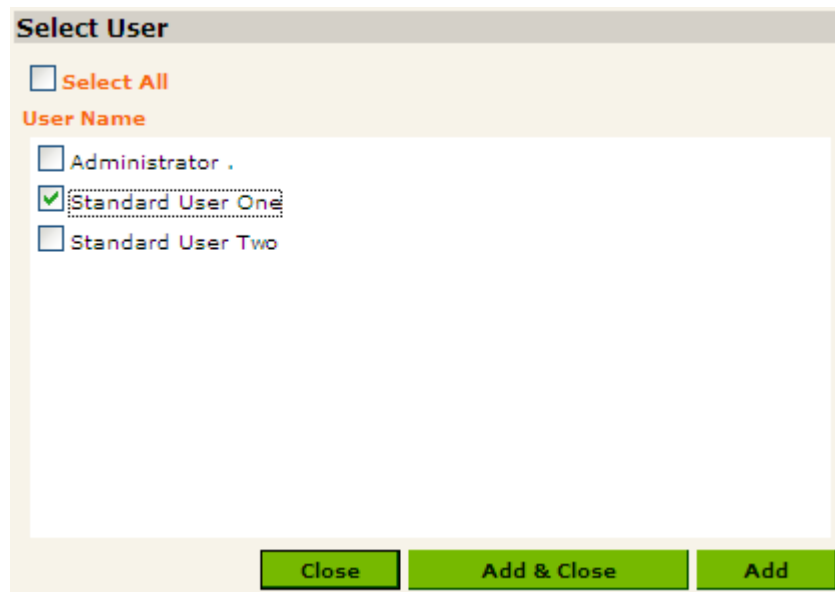 Select User
Select All
User Name
Administrator .
Standard User One
Standard User Two
Close Add & Close Add